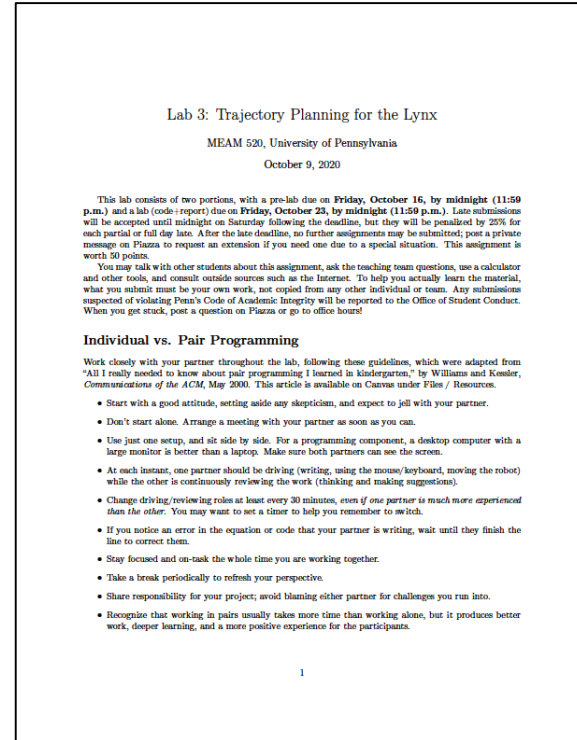 Lab 3: Trajectory Planning for the Lynx
MEAM 520, University of Pennsylvania
October 9, 2020
This lab consists of two portions, with a pre-lab due on Friday, October 16, by midnight (11:59
p.m.) and a lab (code+report) due on Friday, October 23, by midnight (11:59 p.m.). Late submissions
will be accepted until midnight on Saturday following the deadline, but they will be penalized by 25% for
each partial or full day late. After the late deadline, no further assignments may be submitted; post a private
message on Piazza to request an extension if you need one due to a special situation. This assignment is
worth 50 points.
You may talk with other students about this assignment, ask the teaching team questions, use a calculator
and other tools, and consult outside sources such as the Internet. To help you actually learn the material,
what you submit must be your own work, not copied from any other individual or team. Any submissions
suspected of violating Penn's Code of Academic Integrity will be reported to the Office of Student Conduct.
When you get stuck, post a question on Piazza or go to office hours!
Individual vs. Pair Programming
Work closely with your partner throughout the lab, following these guidelines, which were adapted from
"All I really needed to know about pair programming I learned in kindergarten," by Williams and Kessler,
Communications of the ACM, May 2000. This article is available on Canvas under Files / Resources.
• Start with a good attitude, setting aside any skepticism, and expect to jell with your partner.
• Don't start alone. Arrange a meeting with your partner as soon as you can.
• Use just one setup, and sit side by side. For a programming component, a desktop computer with a
large monitor is better than a laptop. Make sure both partners can see the screen.
• At each instant, one partner should be driving (writing, using the mouse/keyboard, moving the robot)
while the other is continuously reviewing the work (thinking and making suggestions).
• Change driving/reviewing roles at least every 30 minutes, even if one partner is much more experienced
than the other. You may want to set a timer to help you remember to switch.
• If you notice an error in the equation or code that your partner is writing, wait until they finish the
line to correct them.
• Stay focused and on-task the whole time you are working together.
• Take a break periodically to refresh your perspective.
• Share responsibility for your project; avoid blaming either partner for challenges you run into.
• Recognize that working in pairs usually takes more time than working alone, but it produces better
work, deeper learning, and a more positive experience for the participants.
1